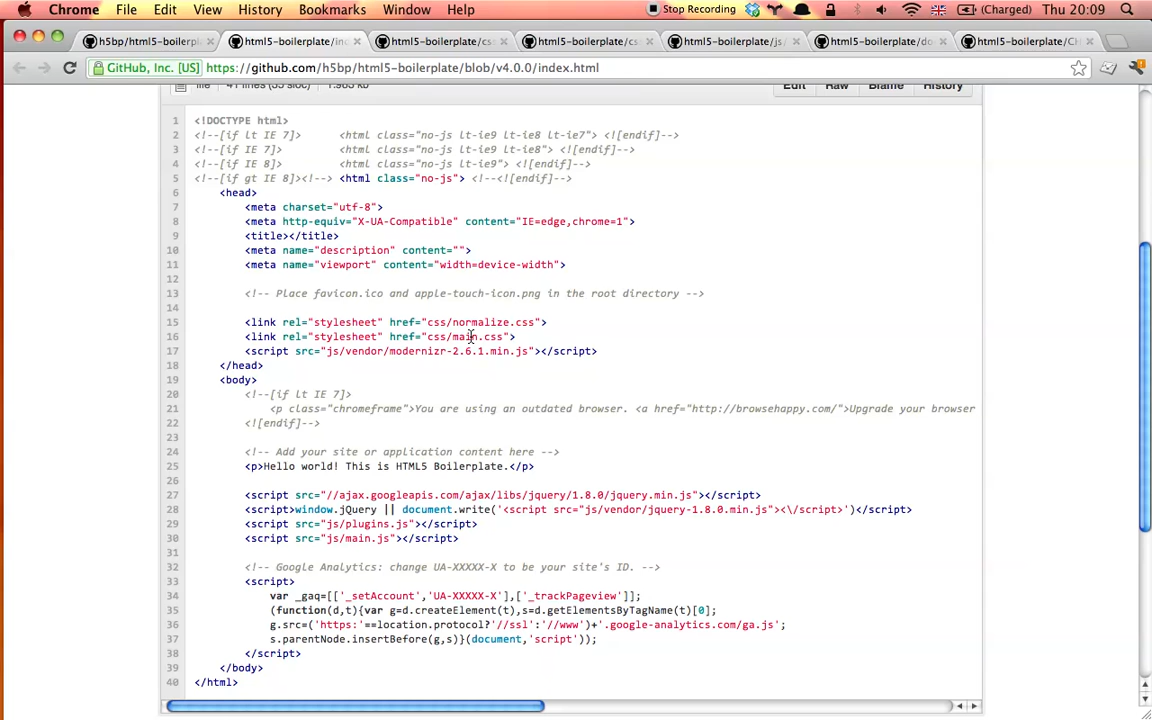 Chrome File Edit View History Bookmarks Window Help Stop Recording (Charged) Thu 20:09
h5bp/html5-boilerpl html5-boilerplate/in html5-boilerplate/cs html5-boilerplate/cs html5-boilerplate/js/ html5-boilerplate/do html5-boilerplate/CH
GitHub, Inc. [US] https://github.com/h5bp/html5-boilerplate/blob/v4.0.0/index.html
file 41 lines (35 sloc) 1.963 kb Edit Raw Blame History
1 <!DOCTYPE html>
2 <!--[if lt IE 7]> <html class="no-js lt-ie9 lt-ie8 lt-ie7"> <![endif]-->
3 <!--[if IE 7]> <html class="no-js lt-ie9 lt-ie8"> <![endif]-->
4 <!--[if IE 8]> <html class="no-js lt-ie9"> <![endif]-->
5 <!--[if gt IE 8]><!--> <html class="no-js"> <!--<![endif]-->
6 <head>
7 <meta charset="utf-8">
8 <meta http-equiv="X-UA-Compatible" content="IE=edge,chrome=1">
9 <title></title>
10 <meta name="description" content="">
11 <meta name="viewport" content="width=device-width">
12
13 <!-- Place favicon.ico and apple-touch-icon.png in the root directory -->
14
15 <link rel="stylesheet" href="css/normalize.css">
16 <link rel="stylesheet" href="css/main.css">
17 <script src="js/vendor/modernizr-2.6.1.min.js"></script>
18 </head>
19 <body>
20 <!--[if lt IE 7]>
21 <p class="chromeframe">You are using an outdated browser. <a href="http://browsehappy.com/">Upgrade your browser
22 <![endif]-->
23
24 <!-- Add your site or application content here -->
25 <p>Hello world! This is HTML5 Boilerplate.</p>
26
27 <script src="//ajax.googleapis.com/ajax/libs/jquery/1.8.0/jquery.min.js"></script>
28 <script>window.jQuery || document.write('<script src="js/vendor/jquery-1.8.0.min.js"><\/script>')</script>
29 <script src="js/plugins.js"></script>
30 <script src="js/main.js"></script>
31
32 <!-- Google Analytics: change UA-XXXXX-X to be your site's ID. -->
33 <script>
34 var _gaq=[['_setAccount','UA-XXXXX-X'],['_trackPageview']];
35 (function(d,t){var g=d.createElement(t),s=d.getElementsByTagName(t)[0];
36 g.src=('https:'==location.protocol?'//ssl':'//www')+'.google-analytics.com/ga.js';
37 s.parentNode.insertBefore(g,s)}(document,'script'));
38 </script>
39 </body>
40 </html>